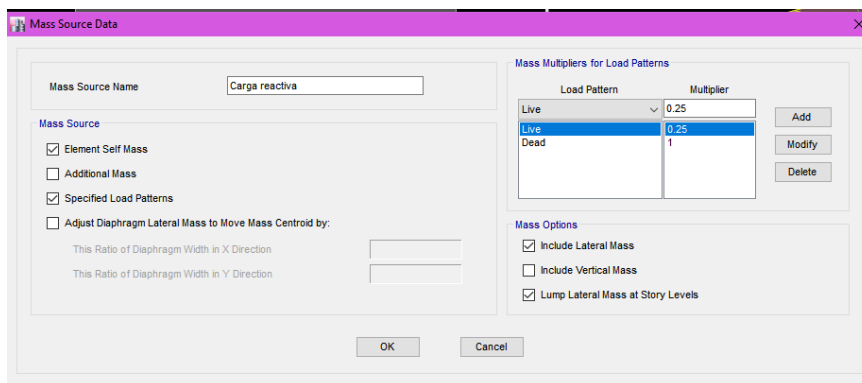 Mass Source Data
Mass Source Name
Carga reactiva
Mass Source
Element Self Mass
Additional Mass
Specified Load Patterns
Adjust Diaphragm Lateral Mass to Move Mass Centroid by:
This Ratio of Diaphragm Width in X Direction
This Ratio of Diaphragm Width in Y Direction
Mass Multipliers for Load Patterns
Load Pattern Multiplier
Live 0.25
Live 0.25
Dead 1
Add
Modify
Delete
Mass Options
Include Lateral Mass
Include Vertical Mass
Lump Lateral Mass at Story Levels
OK Cancel